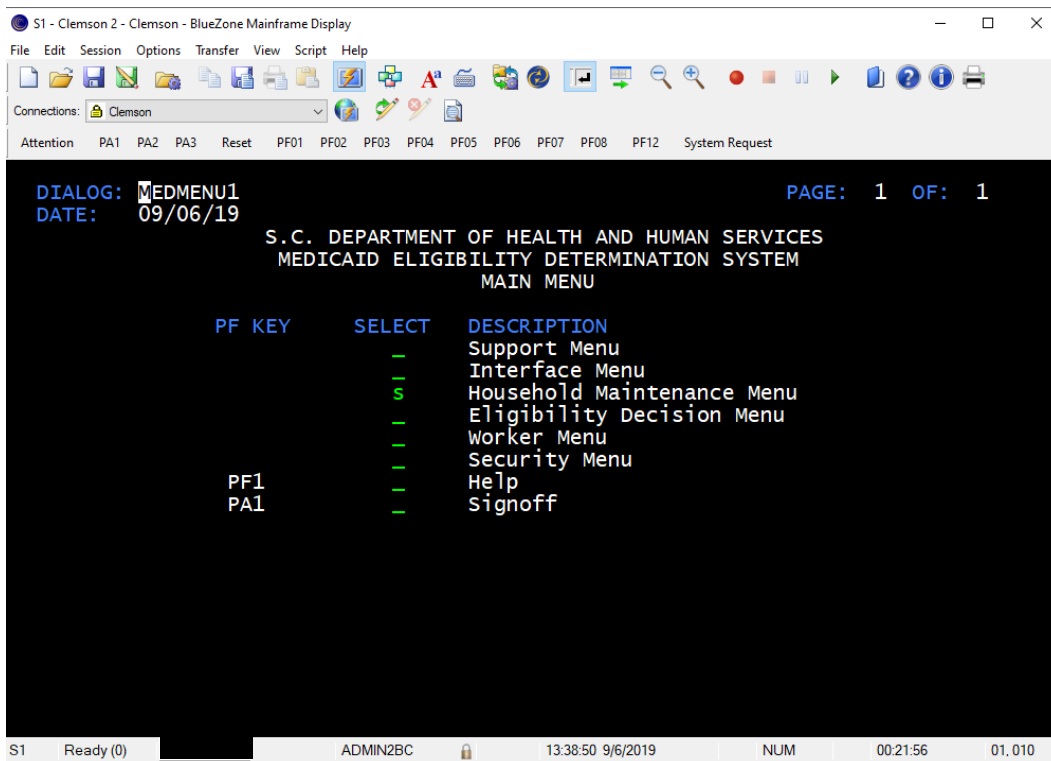 S1 - Clemson 2 - Clemson - BlueZone Mainframe Display
File Edit Session Options Transfer View Script Help
Connections: Clemson
Attention PA1 PA2 PA3 Reset PF01 PF02 PF03 PF04 PF05 PF06 PF07 PF08 PF12 System Request
DIALOG: MEDMENU1 PAGE: 1 OF: 1
DATE: 09/06/19
S.C. DEPARTMENT OF HEALTH AND HUMAN SERVICES
MEDICAID ELIGIBILITY DETERMINATION SYSTEM
MAIN MENU
PF KEY SELECT DESCRIPTION
_ Support Menu
_ Interface Menu
s Household Maintenance Menu
_ Eligibility Decision Menu
_ Worker Menu
_ Security Menu
PF1 _ Help
PA1 _ Signoff
S1 Ready (0) ADMIN2BC 13:38:50 9/6/2019 NUM 00:21:56 01,010